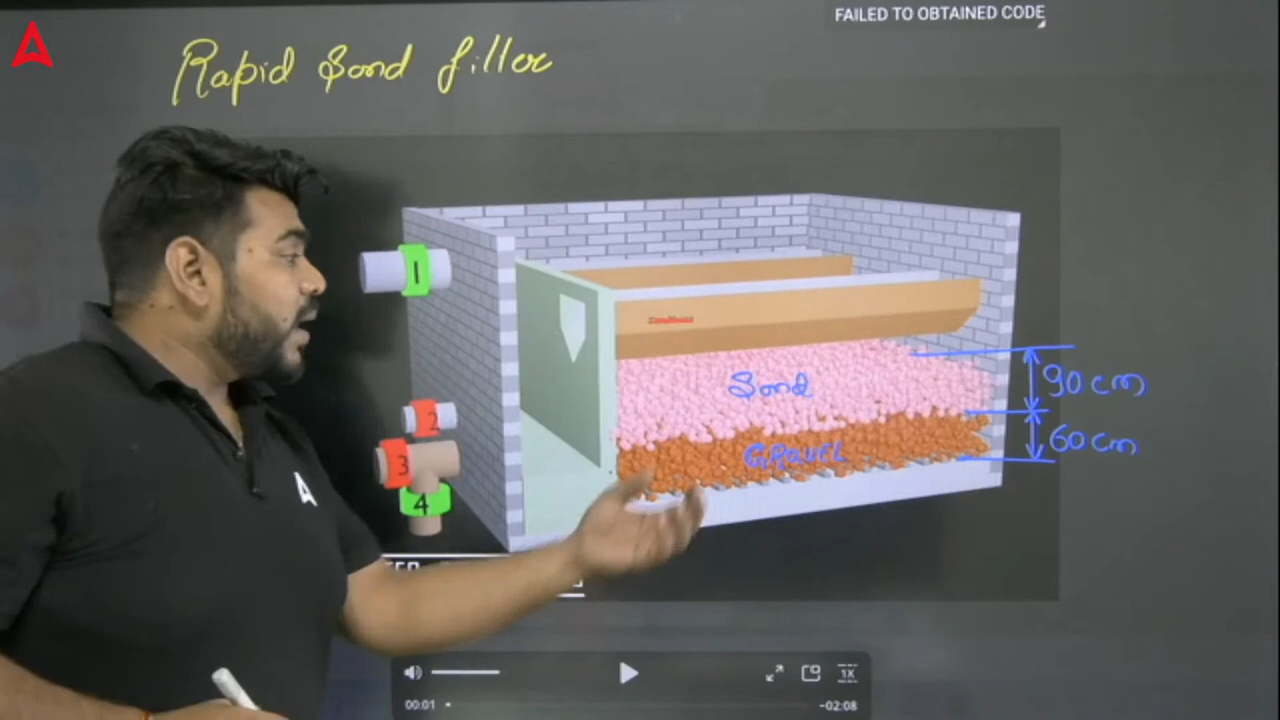 FAILED TO OBTAINED CODE
Rapid Sand filter
1
Sand
90 cm
2
Gravel
60 cm
3
4
1X
00:01
-02:08